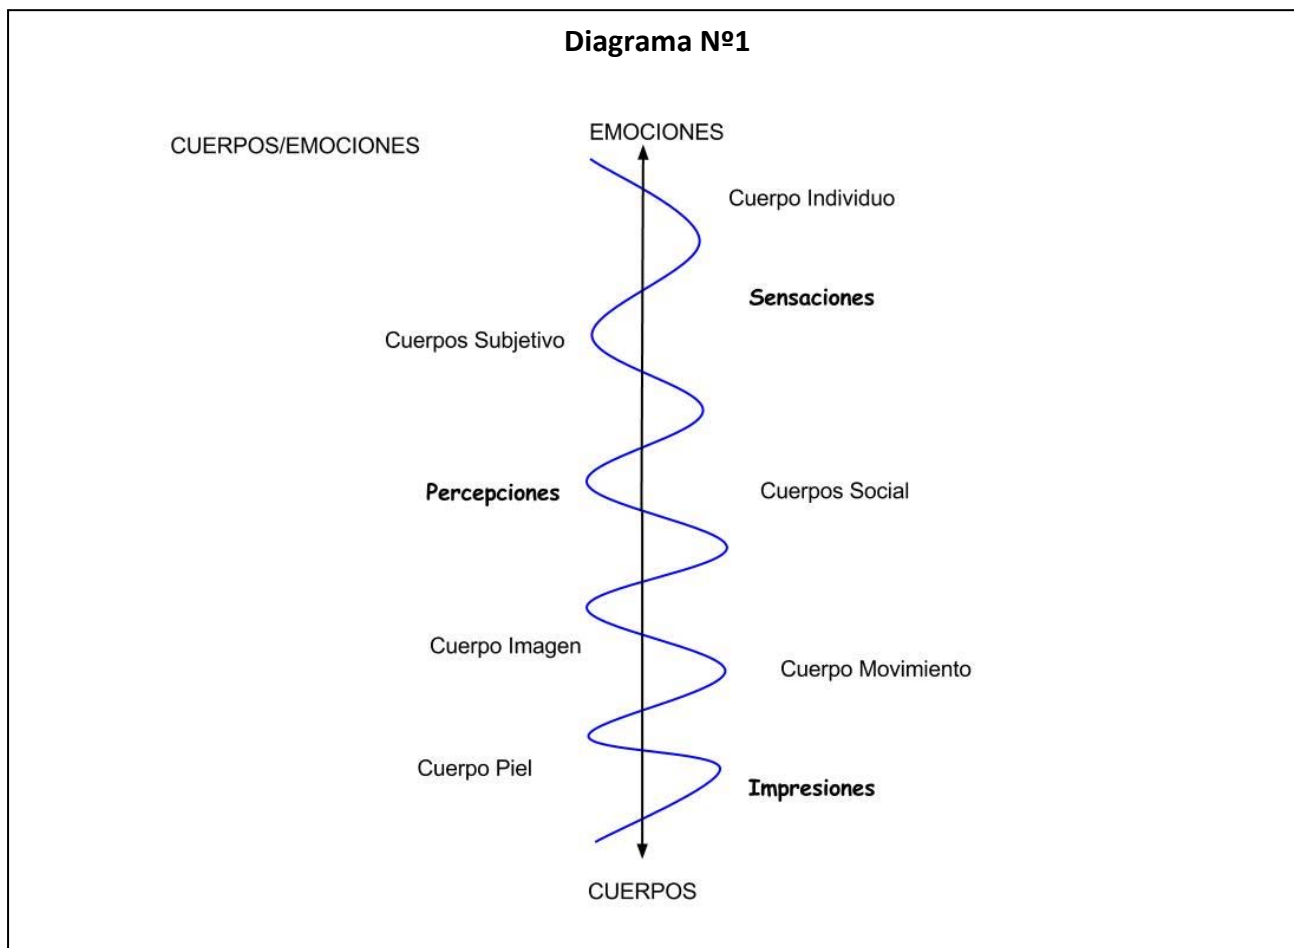 Diagrama Nº1
EMOCIONES
CUERPOS/EMOCIONES
Cuerpo Individuo
Sensaciones
Cuerpos Subjetivo
Percepciones
Cuerpos Social
Cuerpo Imagen
Cuerpo Movimiento
Cuerpo Piel
Impresiones
CUERPOS